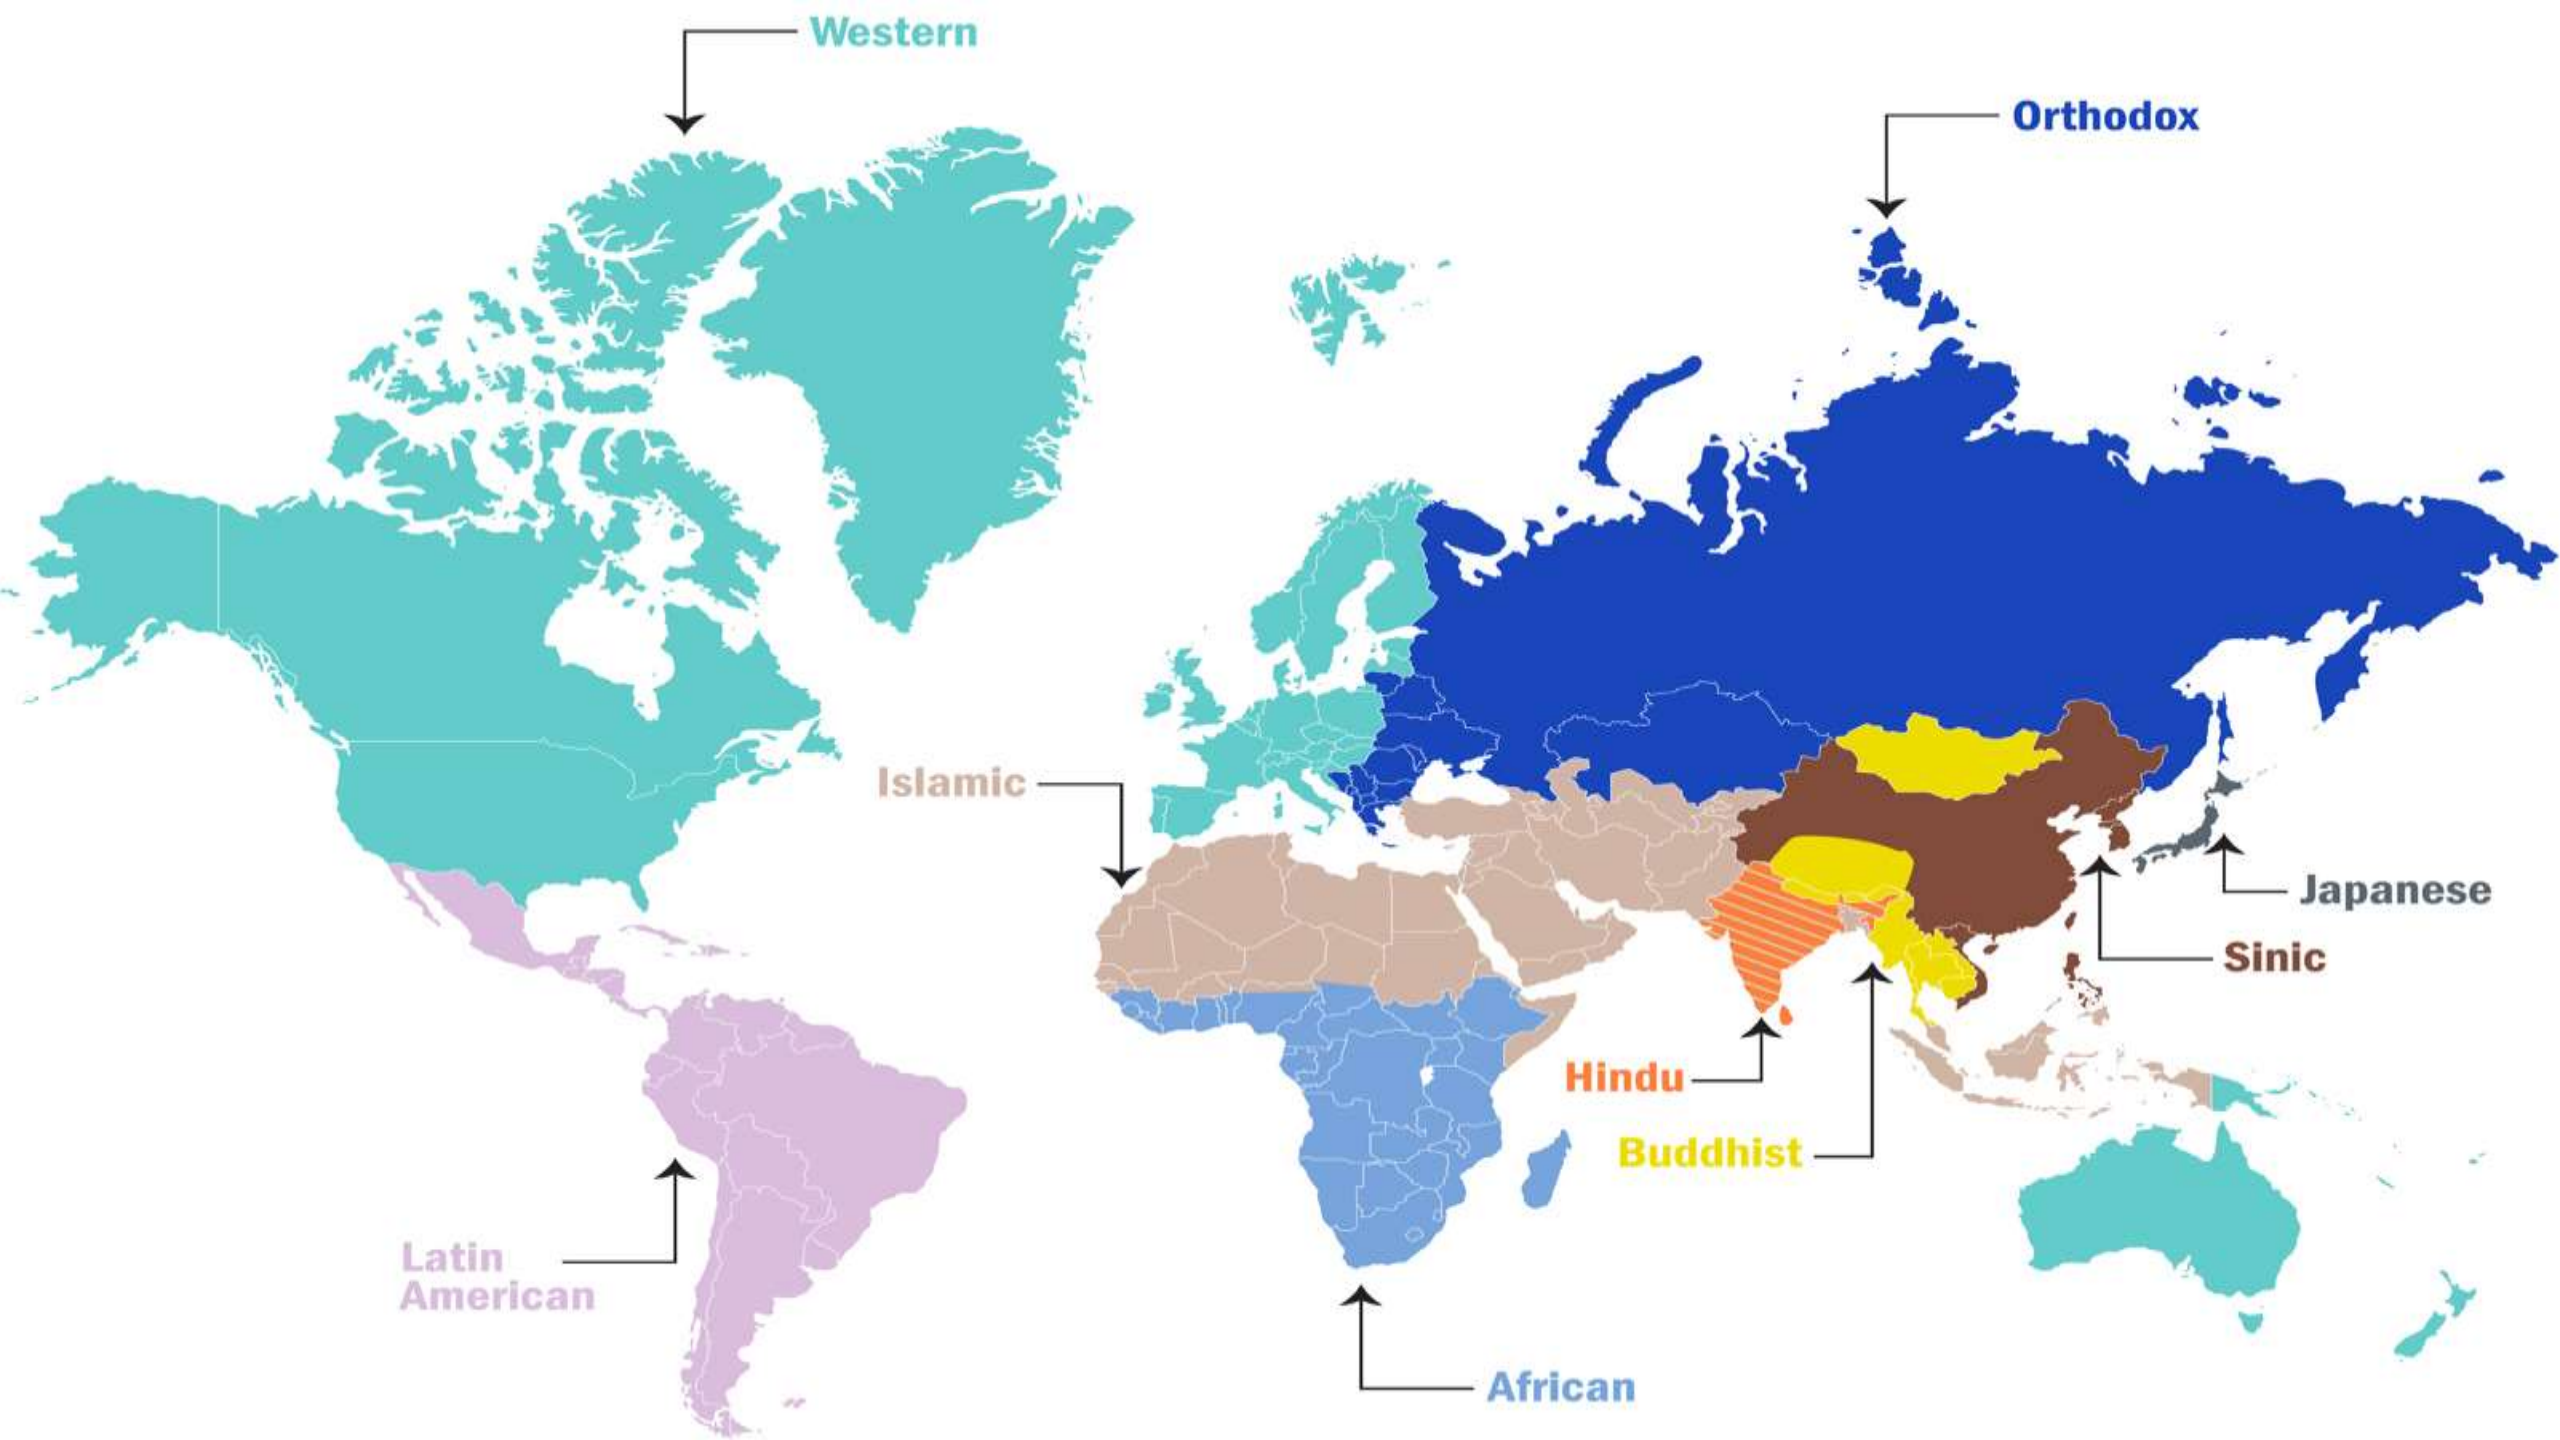 Western
Orthodox
Islamic
Japanese
Sinic
Hindu
Buddhist
Latin
American
African